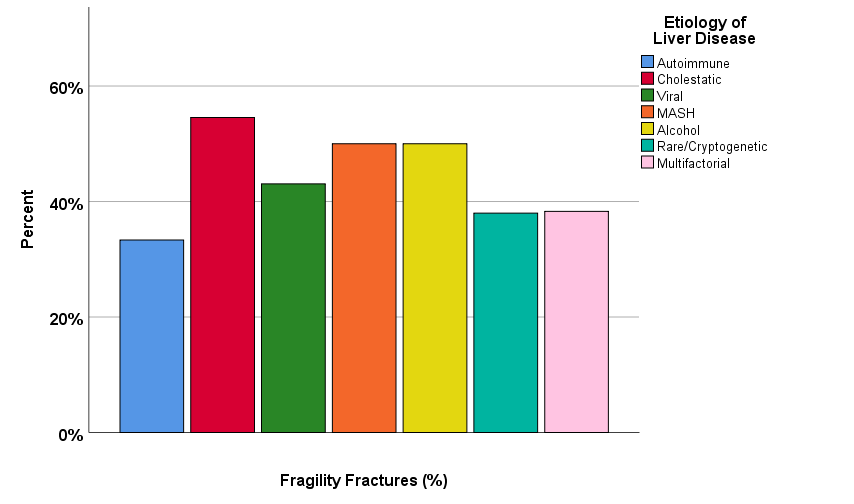 Etiology of
Liver Disease
Autoimmune
Cholestatic
Viral
MASH
Alcohol
Rare/Cryptogenetic
Multifactorial
60%
40%
20%
0%
Percent
Fragility Fractures (%)